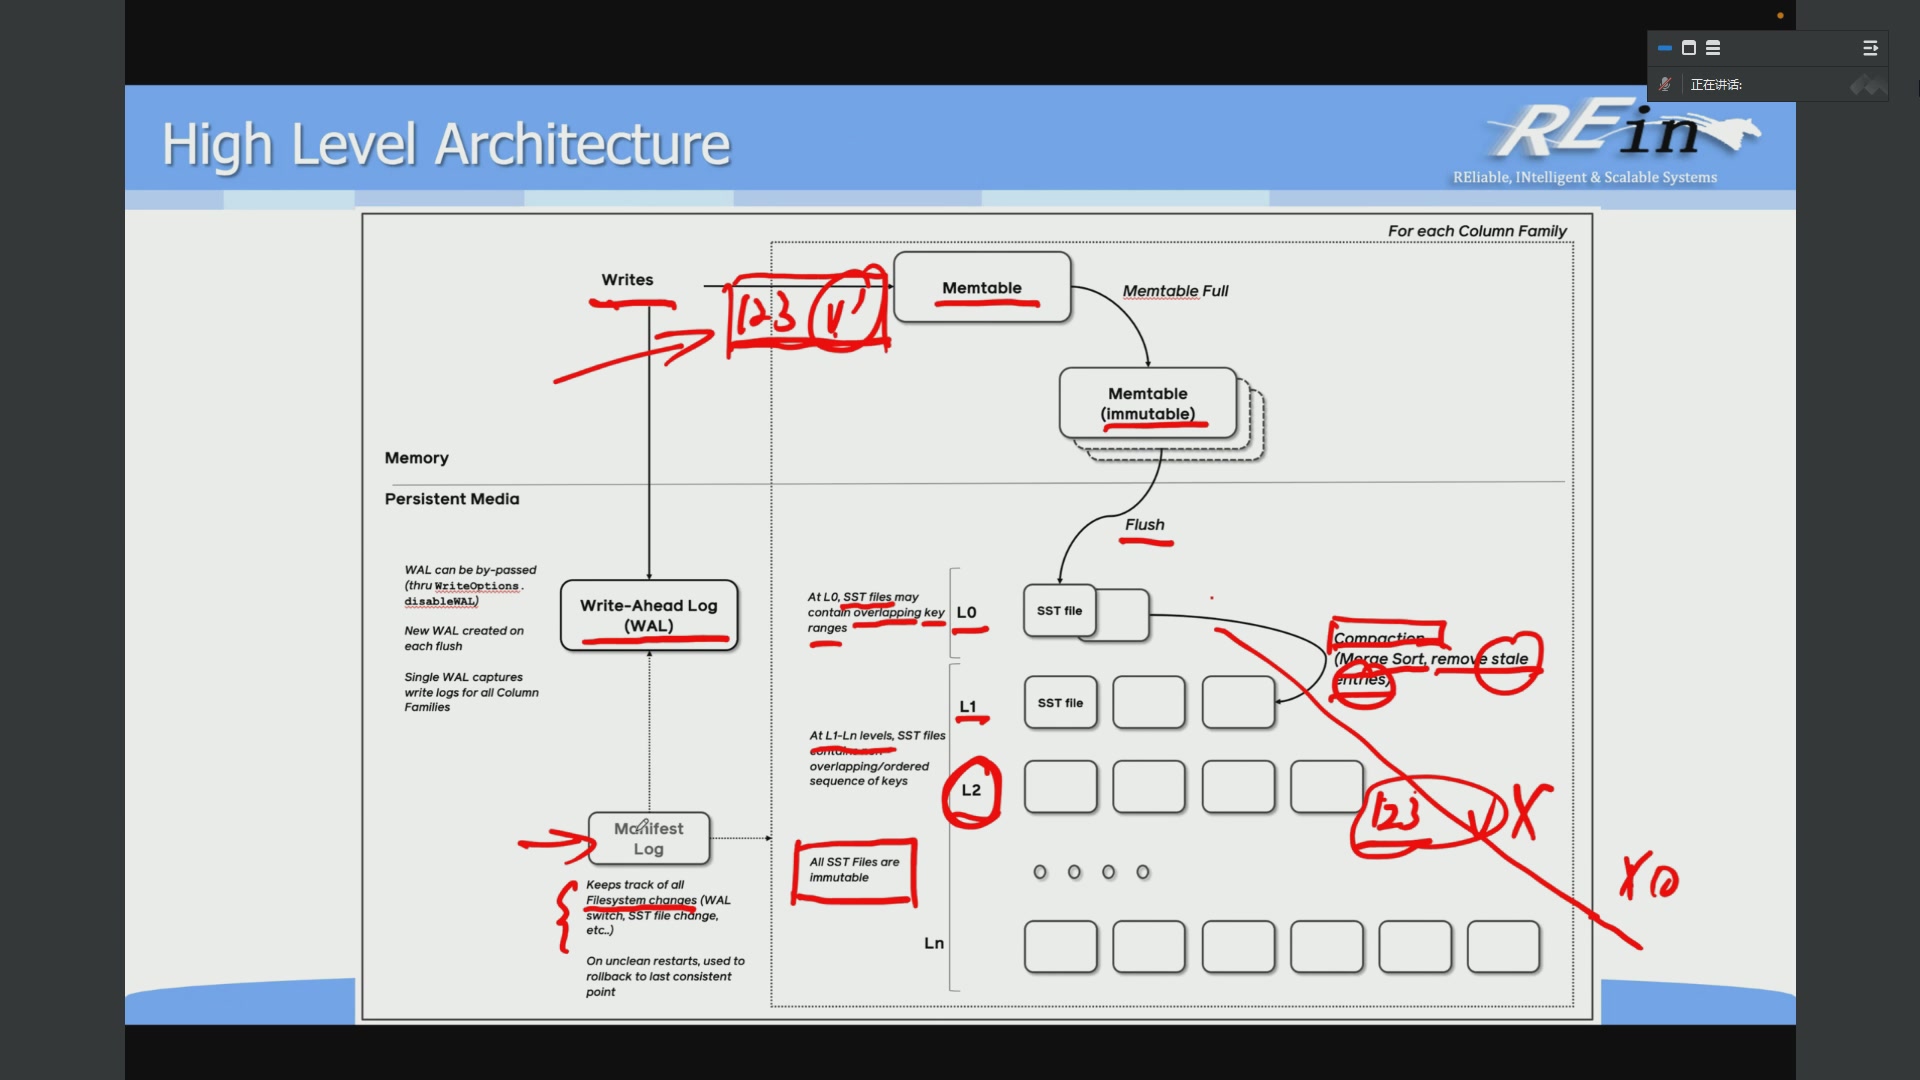 正在讲话:
High Level Architecture
REin
REliable, INtelligent & Scalable Systems
For each Column Family
Writes
123 V'
Memtable
Memtable Full
Memtable
(immutable)
Memory
Persistent Media
Flush
WAL can be by-passed
(thru WriteOptions.
disableWAL)
New WAL created on
each flush
Single WAL captures
write logs for all Column
Families
Write-Ahead Log
(WAL)
At L0, SST files may
contain overlapping key
ranges
L0
SST file
Compaction
(Merge Sort, remove stale
entries)
L1
SST file
At L1-Ln levels, SST files
contains non
overlapping/ordered
sequence of keys
L2
123 V X
Manifest
Log
All SST Files are
immutable
Keeps track of all
Filesystem changes (WAL
switch, SST file change,
etc..)
On unclean restarts, used to
rollback to last consistent
point
Ln